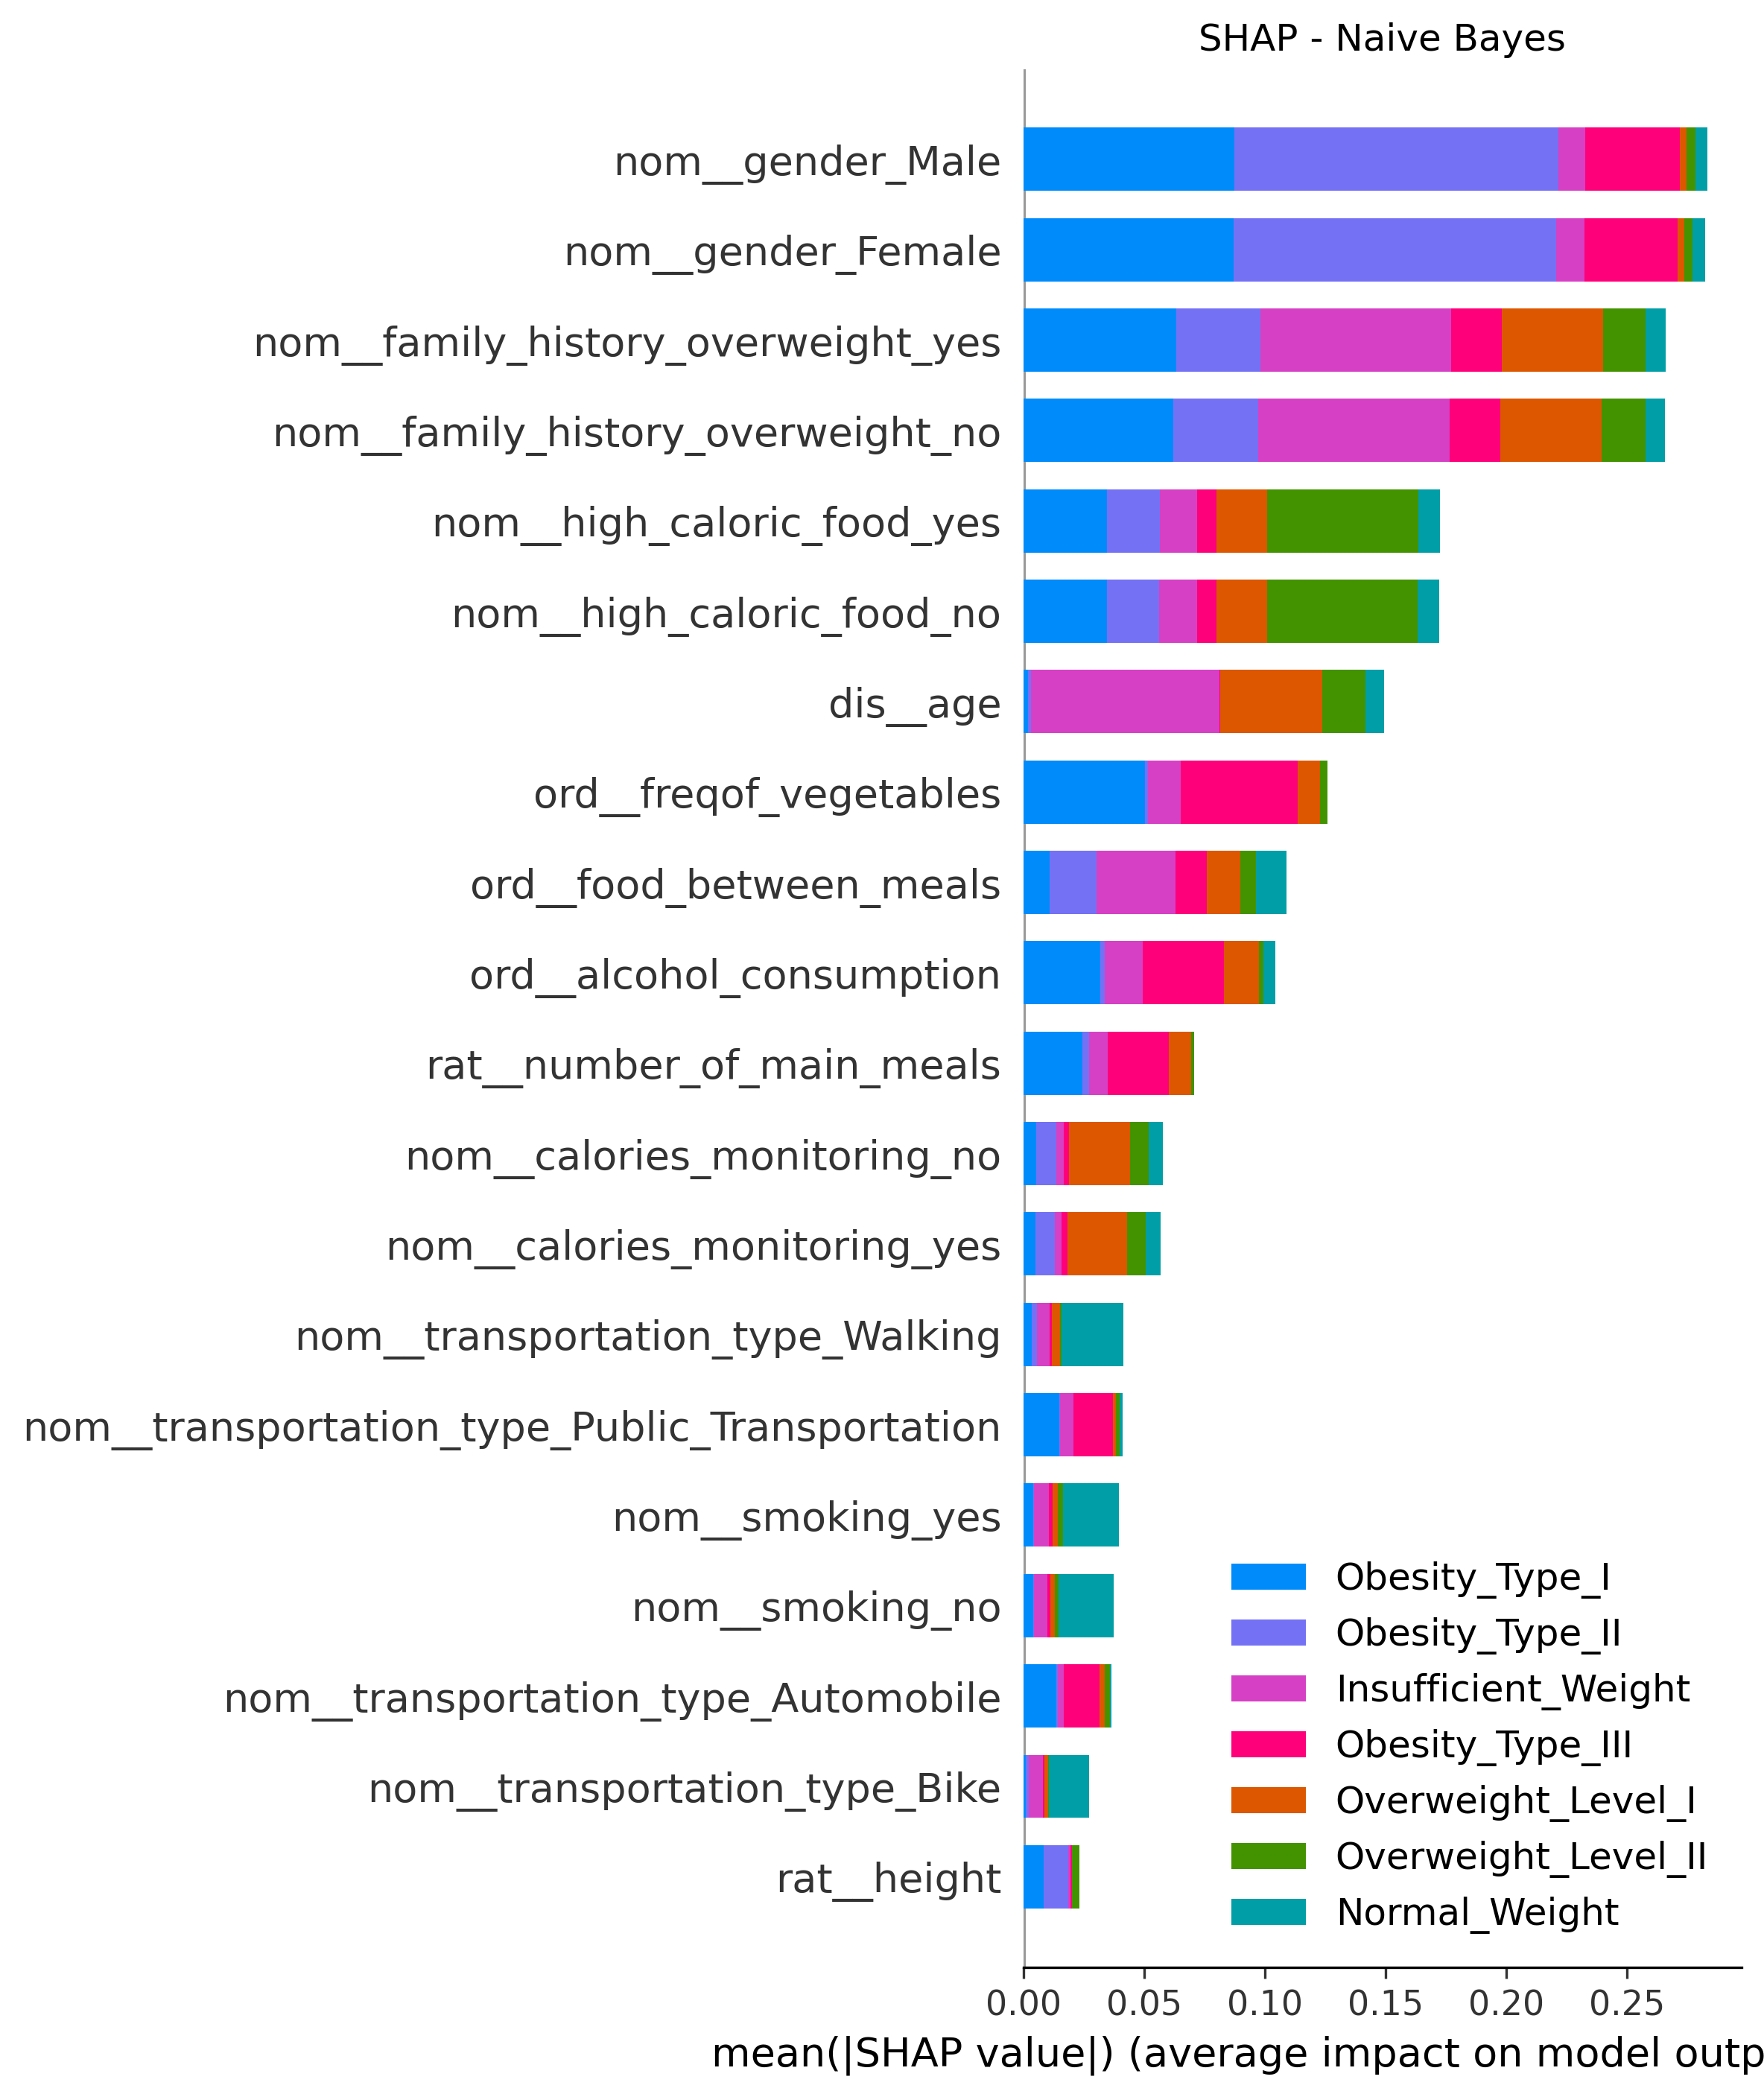 SHAP - Naive Bayes
nom__gender_Male
nom__gender_Female
nom__family_history_overweight_yes
nom__family_history_overweight_no
nom__high_caloric_food_yes
nom__high_caloric_food_no
dis__age
ord__freqof_vegetables
ord__food_between_meals
ord__alcohol_consumption
rat__number_of_main_meals
nom__calories_monitoring_no
nom__calories_monitoring_yes
nom__transportation_type_Walking
nom__transportation_type_Public_Transportation
nom__smoking_yes
nom__smoking_no
nom__transportation_type_Automobile
nom__transportation_type_Bike
rat__height
Obesity_Type_I
Obesity_Type_II
Insufficient_Weight
Obesity_Type_III
Overweight_Level_I
Overweight_Level_II
Normal_Weight
0.00 0.05 0.10 0.15 0.20 0.25
mean(|SHAP value|) (average impact on model outp